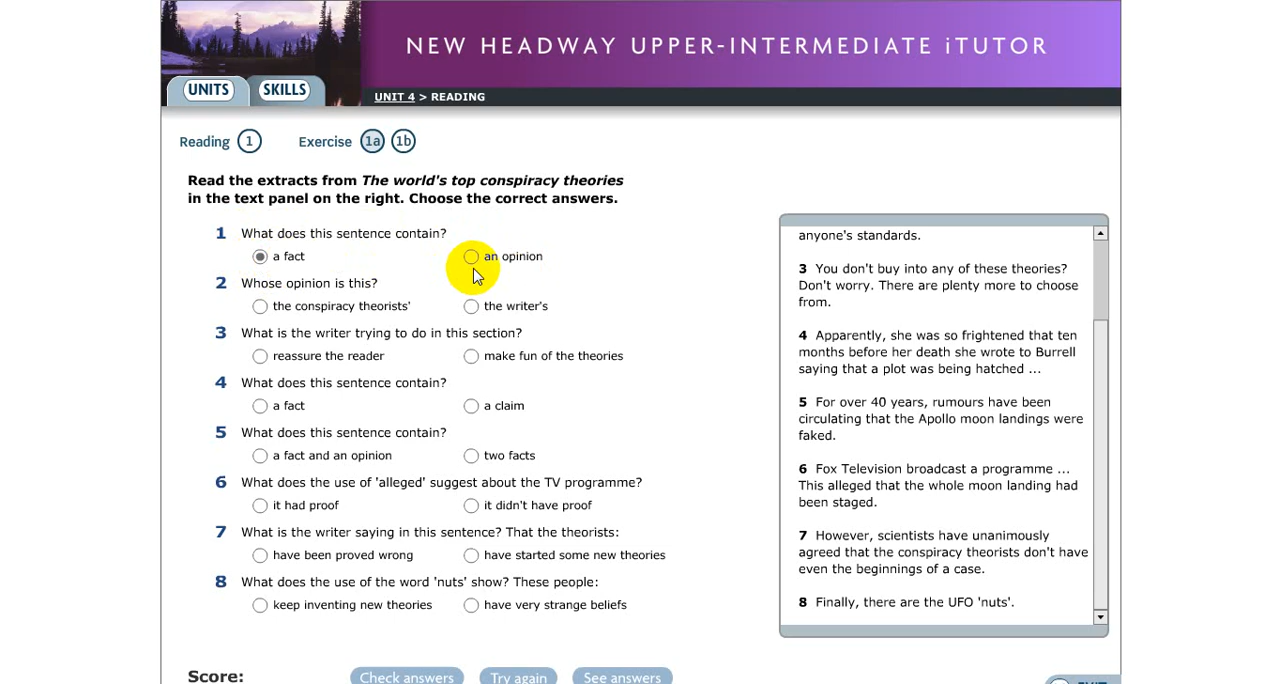 NEW HEADWAY UPPER-INTERMEDIATE iTUTOR
UNITS
SKILLS
UNIT 4 > READING
Reading 1
Exercise 1a 1b
Read the extracts from The world's top conspiracy theories
in the text panel on the right. Choose the correct answers.
1 What does this sentence contain?
a fact
an opinion
2 Whose opinion is this?
the conspiracy theorists'
the writer's
3 What is the writer trying to do in this section?
reassure the reader
make fun of the theories
4 What does this sentence contain?
a fact
a claim
5 What does this sentence contain?
a fact and an opinion
two facts
6 What does the use of 'alleged' suggest about the TV programme?
it had proof
it didn't have proof
7 What is the writer saying in this sentence? That the theorists:
have been proved wrong
have started some new theories
8 What does the use of the word 'nuts' show? These people:
keep inventing new theories
have very strange beliefs
anyone's standards.
3 You don't buy into any of these theories?
Don't worry. There are plenty more to choose
from.
4 Apparently, she was so frightened that ten
months before her death she wrote to Burrell
saying that a plot was being hatched ...
5 For over 40 years, rumours have been
circulating that the Apollo moon landings were
faked.
6 Fox Television broadcast a programme ...
This alleged that the whole moon landing had
been staged.
7 However, scientists have unanimously
agreed that the conspiracy theorists don't have
even the beginnings of a case.
8 Finally, there are the UFO 'nuts'.
Score:
Check answers
Try again
See answers
EXIT